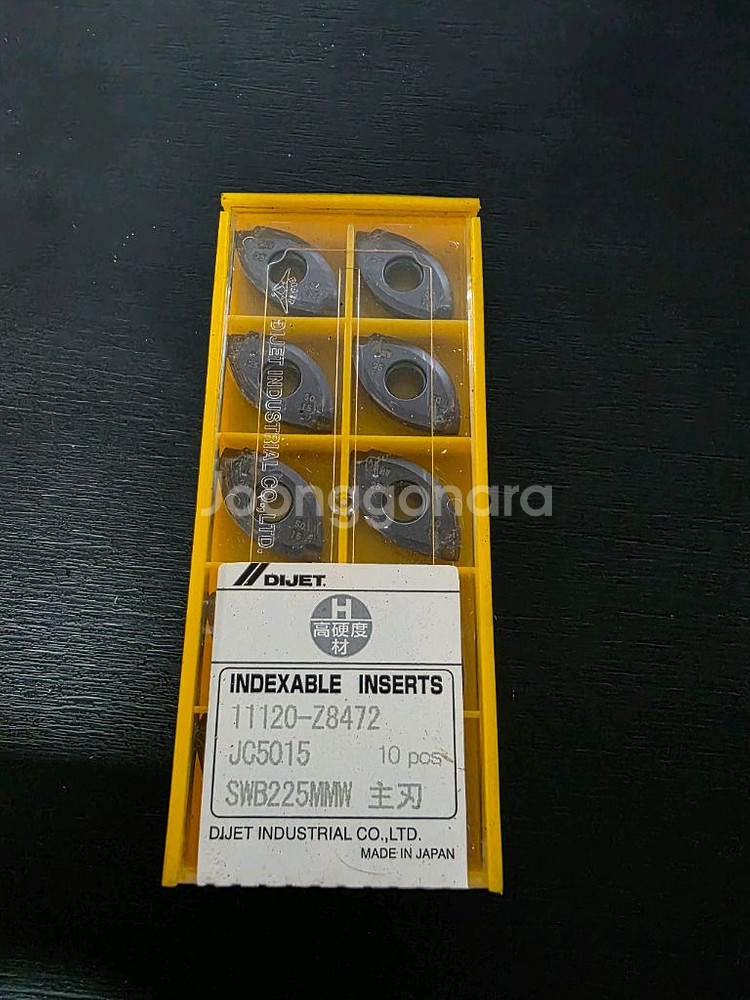 DIJET INDUSTRIAL CO.,LTD.
Joonggonara
DIJET
H
高硬度
材
INDEXABLE INSERTS
11120-Z8472
JC5015 10 pcs
SWB225MMW 主刃
DIJET INDUSTRIAL CO.,LTD.
MADE IN JAPAN